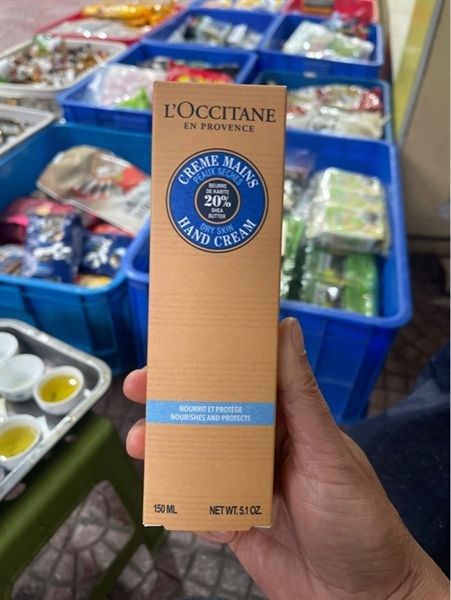 L'OCCITANE
EN PROVENCE
CREME MAINS
PEAUX SECHES
BEURRE
DE KARITE
20%
SHEA
BUTTER
DRY SKIN
HAND CREAM
NOURRIT ET PROTÈGE
NOURISHES AND PROTECTS
150 ML NET WT. 5.1 OZ.